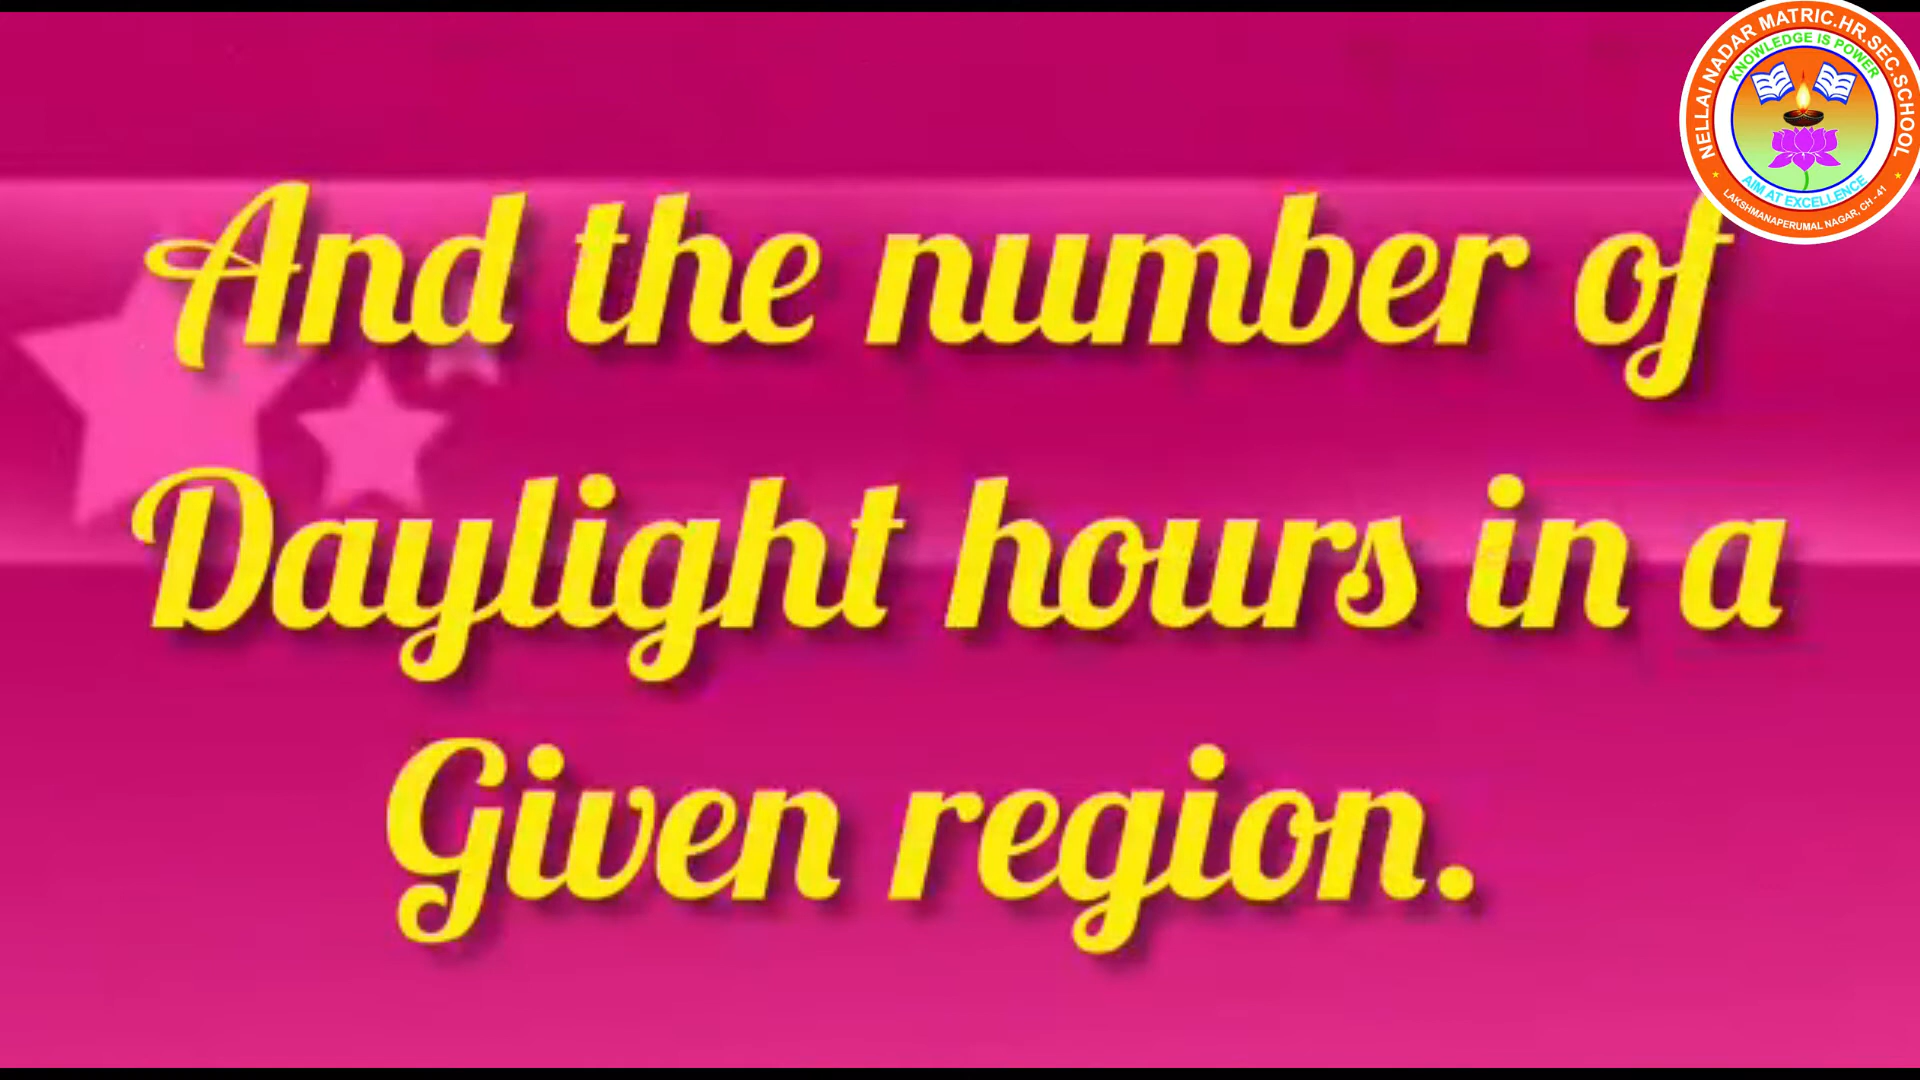 And the number of
Daylight hours in a
Given region.
NELLAI NADAR MATRIC.HR.SEC.SCHOOL
KNOWLEDGE IS POWER
AIM AT EXCELLENCE
LAKSHMANAPERUMAL NAGAR, CH - 41